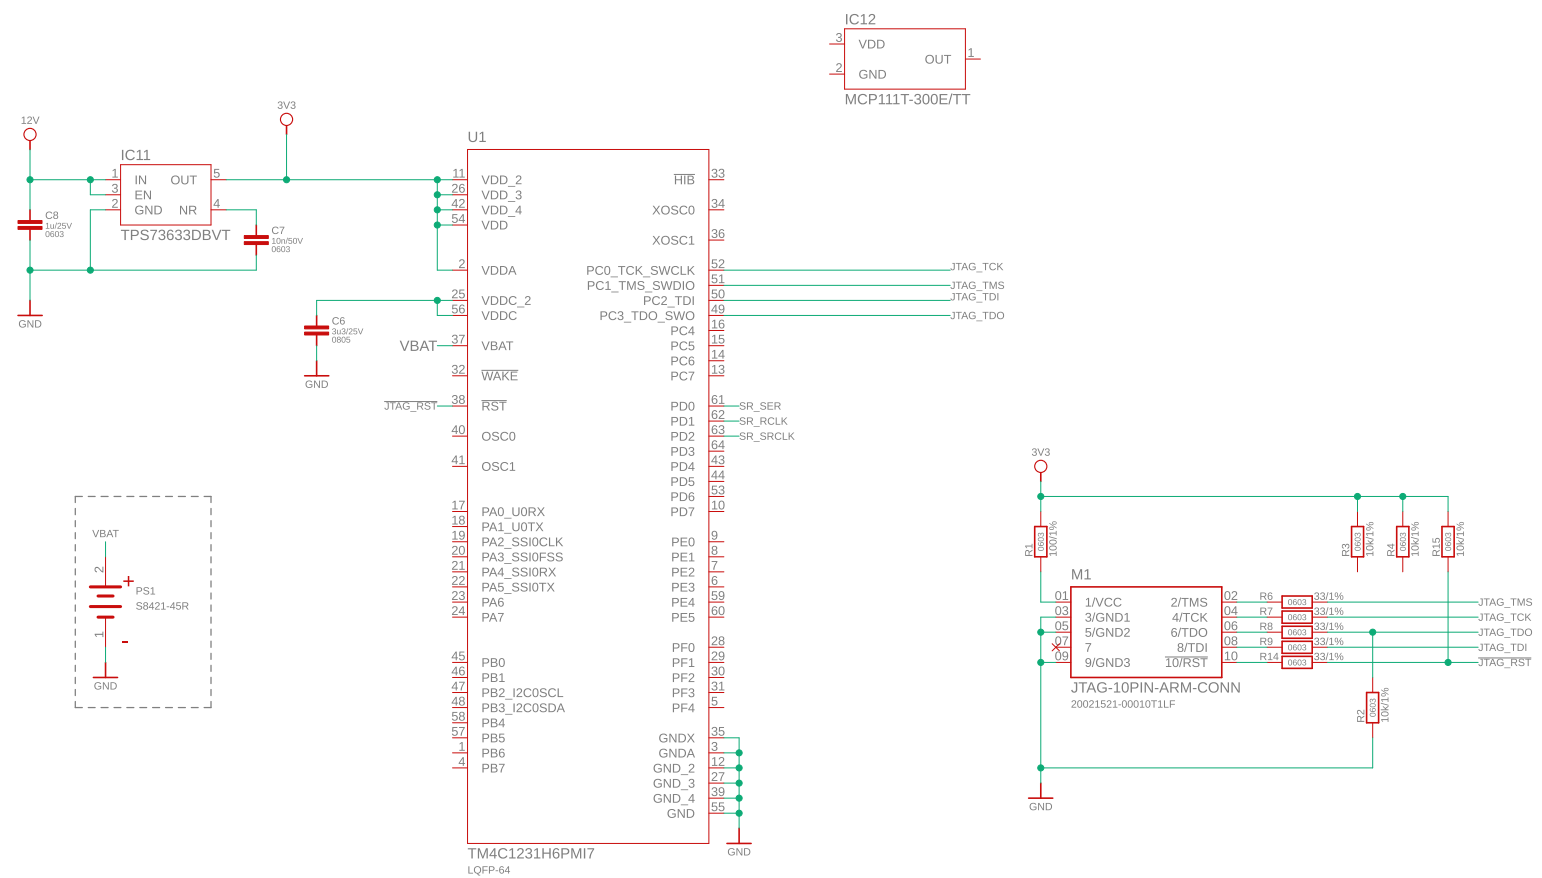 IC12
3 VDD
OUT 1
2 GND
MCP111T-300E/TT
12V
3V3
IC11
1 IN OUT 5
3 EN
2 GND NR 4
TPS73633DBVT
C8
1u/25V
0603
C7
10n/50V
0603
GND
C6
3u3/25V
0805
GND
VBAT
JTAG_RST
U1
11 VDD_2
26 VDD_3
42 VDD_4
54 VDD
2 VDDA
25 VDDC_2
56 VDDC
37 VBAT
32 WAKE
38 RST
40 OSC0
41 OSC1
17 PA0_U0RX
18 PA1_U0TX
19 PA2_SSI0CLK
20 PA3_SSI0FSS
21 PA4_SSI0RX
22 PA5_SSI0TX
23 PA6
24 PA7
45 PB0
46 PB1
47 PB2_I2C0SCL
48 PB3_I2C0SDA
58 PB4
57 PB5
1 PB6
4 PB7
HIB 33
XOSC0 34
XOSC1 36
PC0_TCK_SWCLK 52 JTAG_TCK
PC1_TMS_SWDIO 51 JTAG_TMS
PC2_TDI 50 JTAG_TDI
PC3_TDO_SWO 49 JTAG_TDO
PC4 16
PC5 15
PC6 14
PC7 13
PD0 61 SR_SER
PD1 62 SR_RCLK
PD2 63 SR_SRCLK
PD3 64
PD4 43
PD5 44
PD6 53
PD7 10
PE0 9
PE1 8
PE2 7
PE3 6
PE4 59
PE5 60
PF0 28
PF1 29
PF2 30
PF3 31
PF4 5
GNDX 35
GNDA 3
GND_2 12
GND_3 27
GND_4 39
GND 55
GND
TM4C1231H6PMI7
LQFP-64
VBAT
2
+
PS1
S8421-45R
1
-
GND
3V3
R1 0603 100/1%
R3 0603 10k/1%
R4 0603 10k/1%
R15 0603 10k/1%
M1
01 1/VCC 2/TMS 02 R6 0603 33/1% JTAG_TMS
03 3/GND1 4/TCK 04 R7 0603 33/1% JTAG_TCK
05 5/GND2 6/TDO 06 R8 0603 33/1% JTAG_TDO
07 7 8/TDI 08 R9 0603 33/1% JTAG_TDI
09 9/GND3 10/RST 10 R14 0603 33/1% JTAG_RST
JTAG-10PIN-ARM-CONN
20021521-00010T1LF
R2 0603 10k/1%
GND